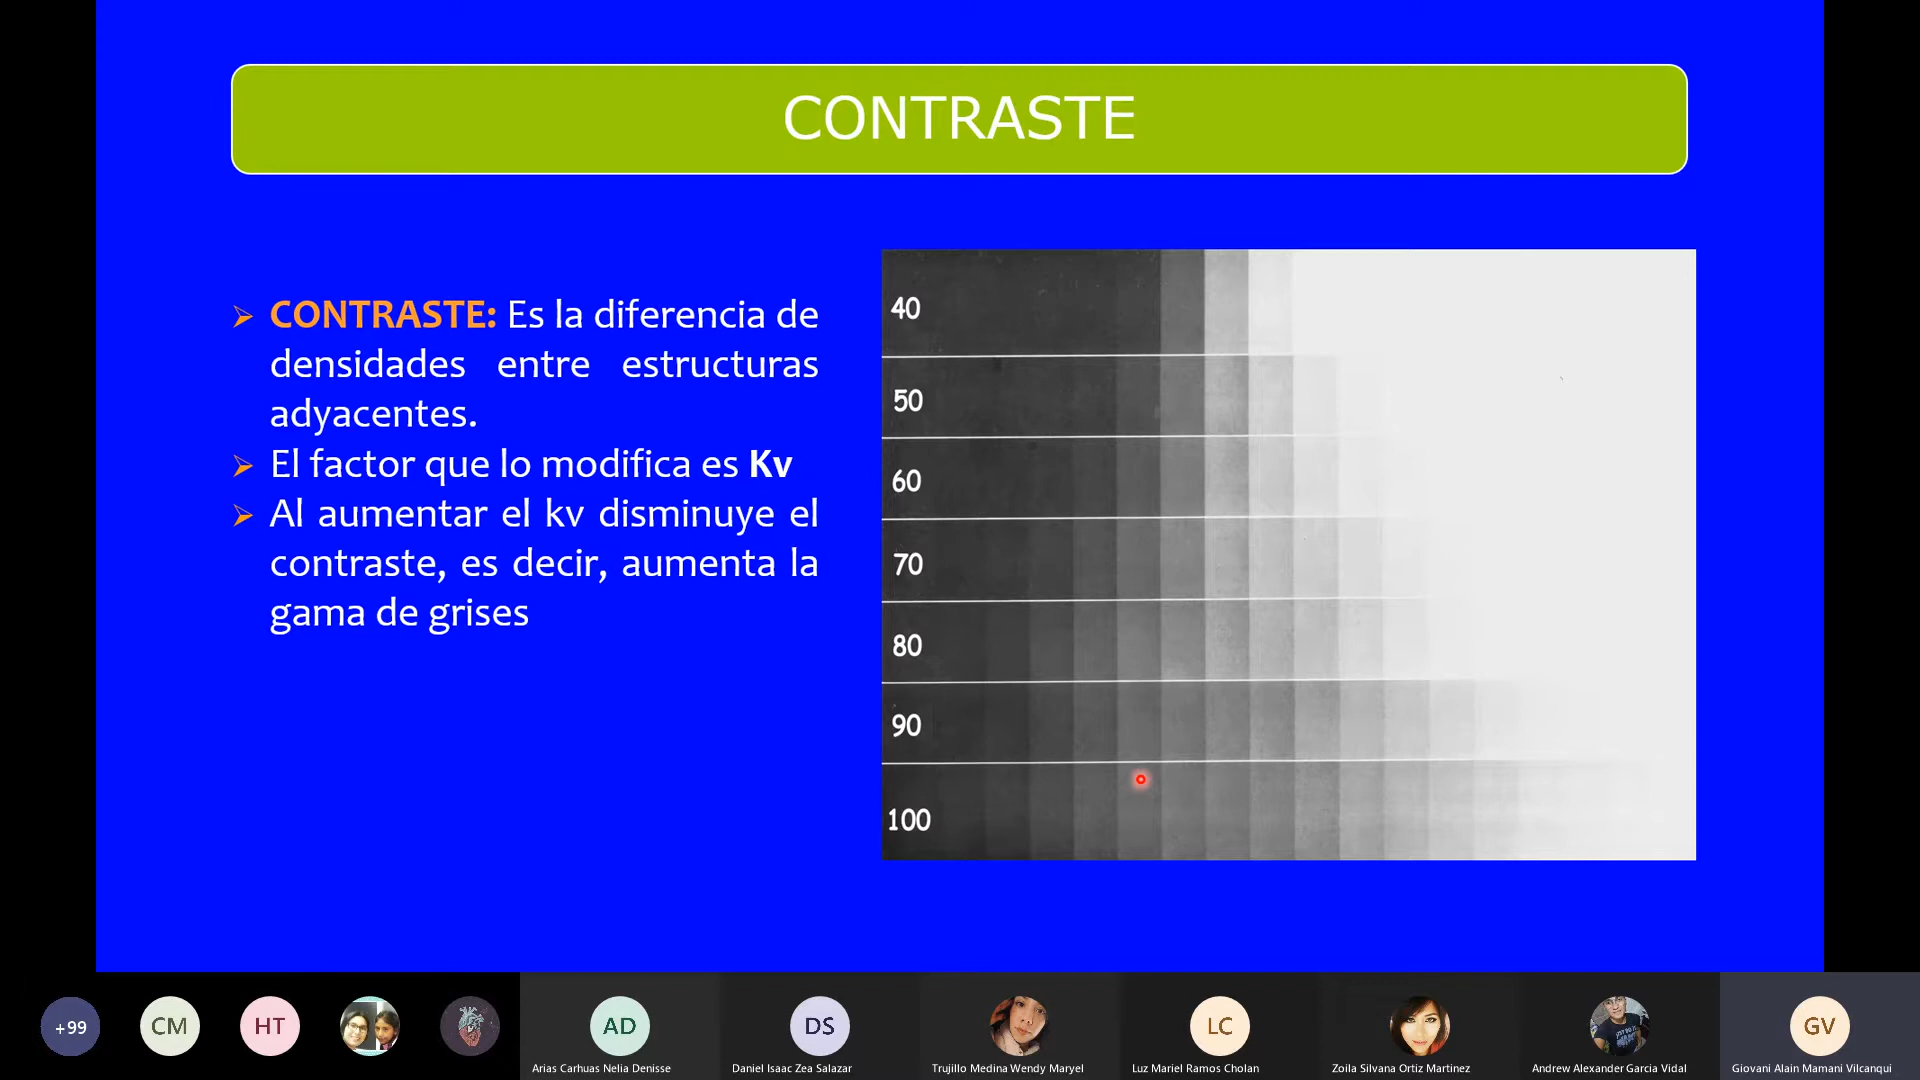 CONTRASTE
CONTRASTE: Es la diferencia de
densidades entre estructuras
adyacentes.
El factor que lo modifica es Kv
Al aumentar el kv disminuye el
contraste, es decir, aumenta la
gama de grises
40
50
60
70
80
90
100
+99
CM
HT
AD
DS
LC
GV
Arias Carhuas Nelia Denisse
Daniel Isaac Zea Salazar
Trujillo Medina Wendy Maryel
Luz Mariel Ramos Cholan
Zoila Silvana Ortiz Martinez
Andrew Alexander Garcia Vidal
Giovani Alain Mamani Vilcanqui